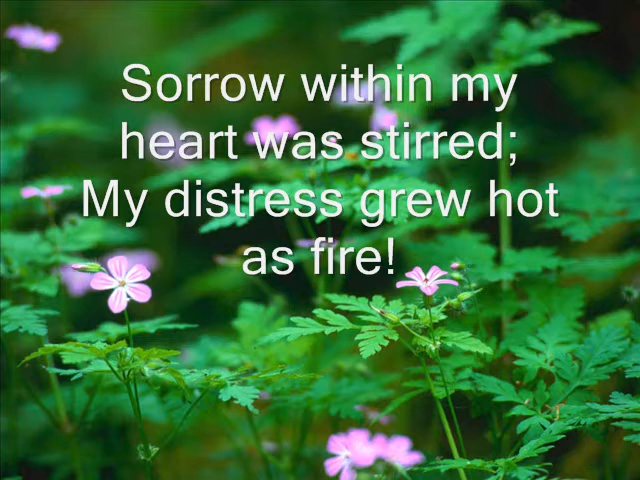 Sorrow within my
heart was stirred;
My distress grew hot
as fire!